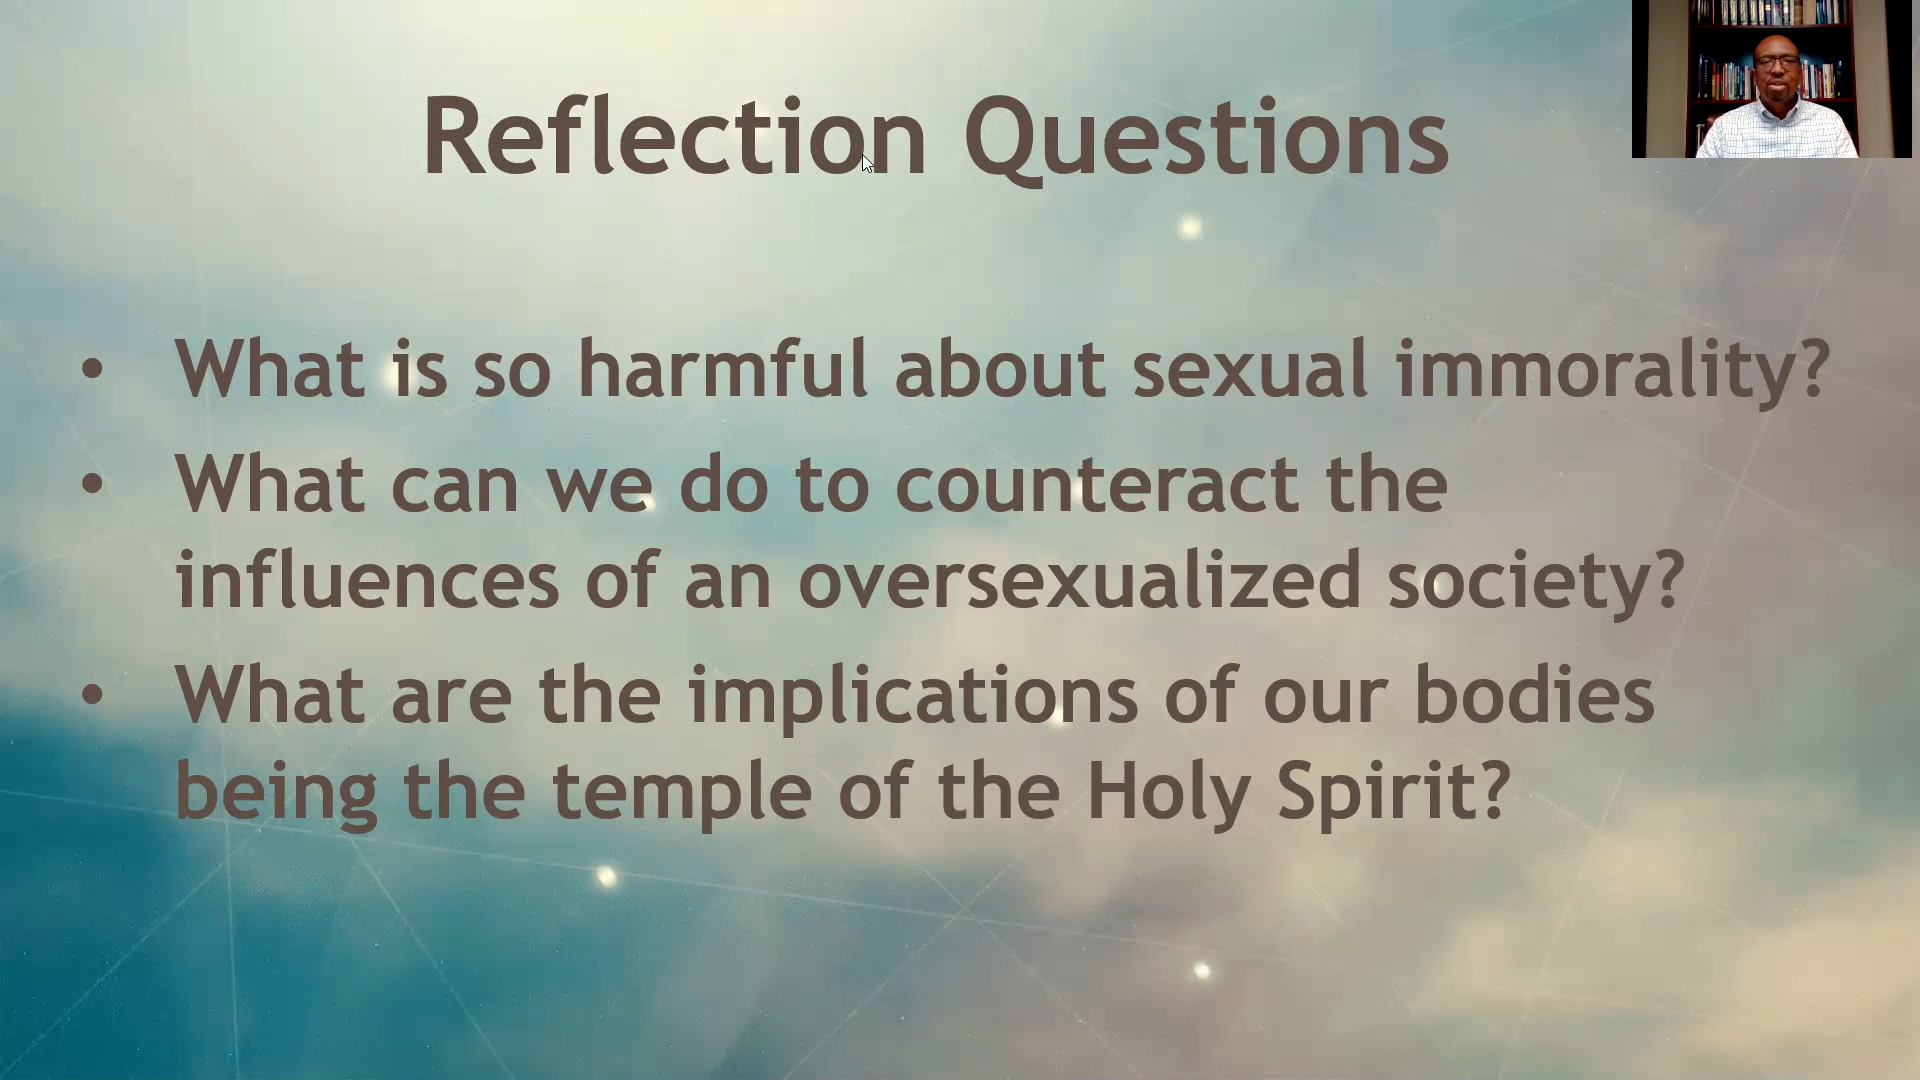 Reflection Questions
• What is so harmful about sexual immorality?
• What can we do to counteract the
influences of an oversexualized society?
• What are the implications of our bodies
being the temple of the Holy Spirit?